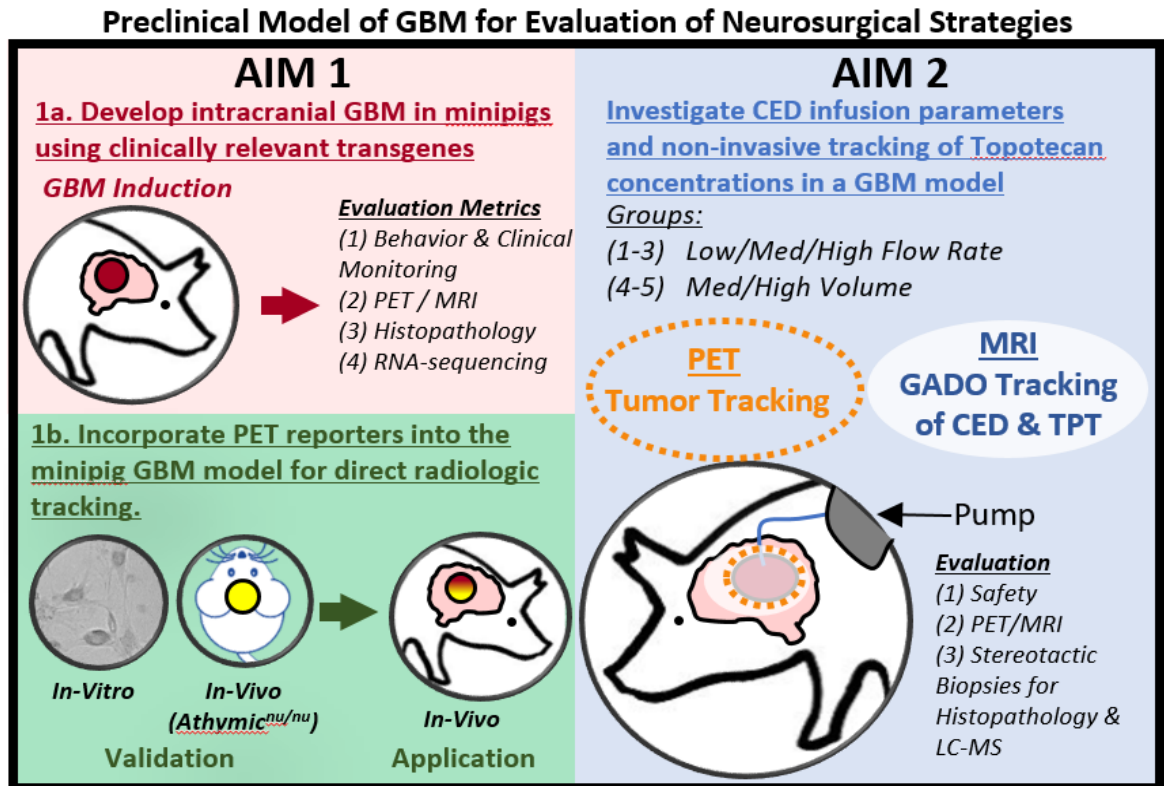 Preclinical Model of GBM for Evaluation of Neurosurgical Strategies
AIM 1
1a. Develop intracranial GBM in minipigs
using clinically relevant transgenes
GBM Induction
Evaluation Metrics
(1) Behavior & Clinical
Monitoring
(2) PET / MRI
(3) Histopathology
(4) RNA-sequencing
1b. Incorporate PET reporters into the
minipig GBM model for direct radiologic
tracking.
In-Vitro
In-Vivo
(Athymicnu/nu)
In-Vivo
Validation
Application
AIM 2
Investigate CED infusion parameters
and non-invasive tracking of Topotecan
concentrations in a GBM model
Groups:
(1-3) Low/Med/High Flow Rate
(4-5) Med/High Volume
PET
Tumor Tracking
MRI
GADO Tracking
of CED & TPT
Pump
Evaluation
(1) Safety
(2) PET/MRI
(3) Stereotactic
Biopsies for
Histopathology &
LC-MS